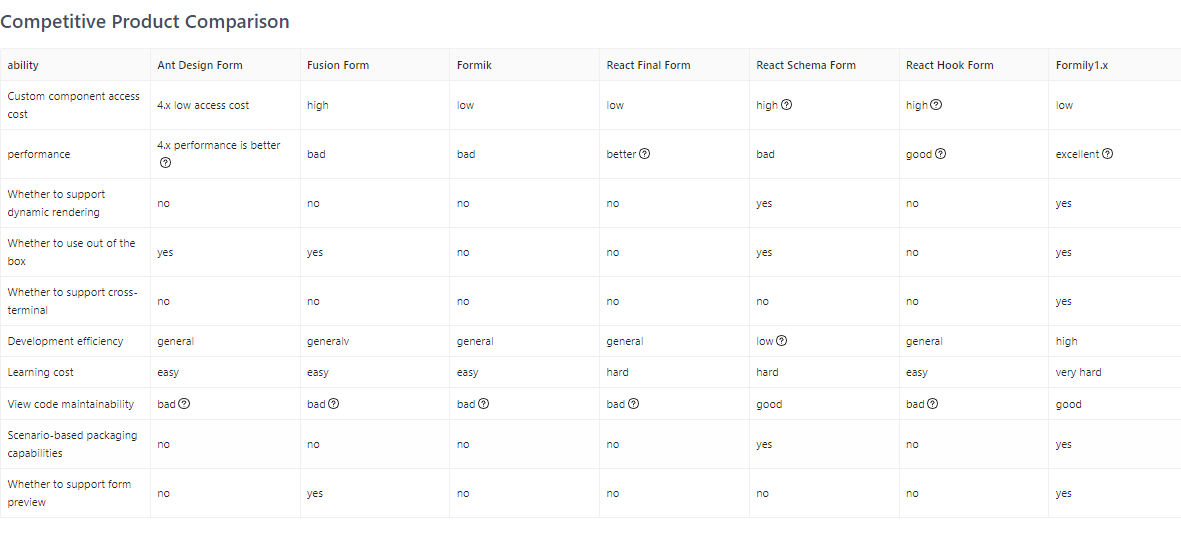 Competitive Product Comparison
ability Ant Design Form Fusion Form Formik React Final Form React Schema Form React Hook Form Formily1.x
Custom component access
cost 4.x low access cost high low low high high low
performance 4.x performance is better bad bad better bad good excellent
Whether to support
dynamic rendering no no no no yes no yes
Whether to use out of the
box yes yes no no yes no yes
Whether to support cross-
terminal no no no no no no yes
Development efficiency general generalv general general low general high
Learning cost easy easy easy hard hard easy very hard
View code maintainability bad bad bad bad good bad good
Scenario-based packaging
capabilities no no no no yes no yes
Whether to support form
preview no yes no no no no yes